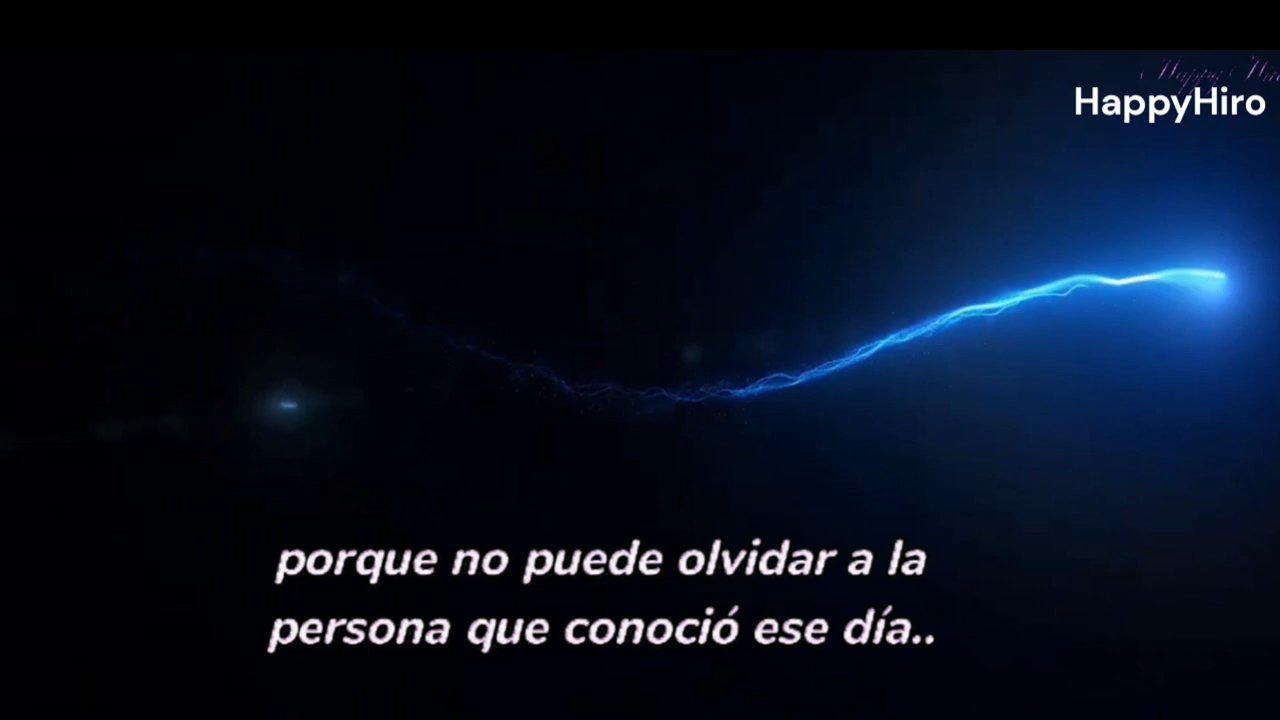 HappyHiro
porque no puede olvidar a la
persona que conoció ese día..